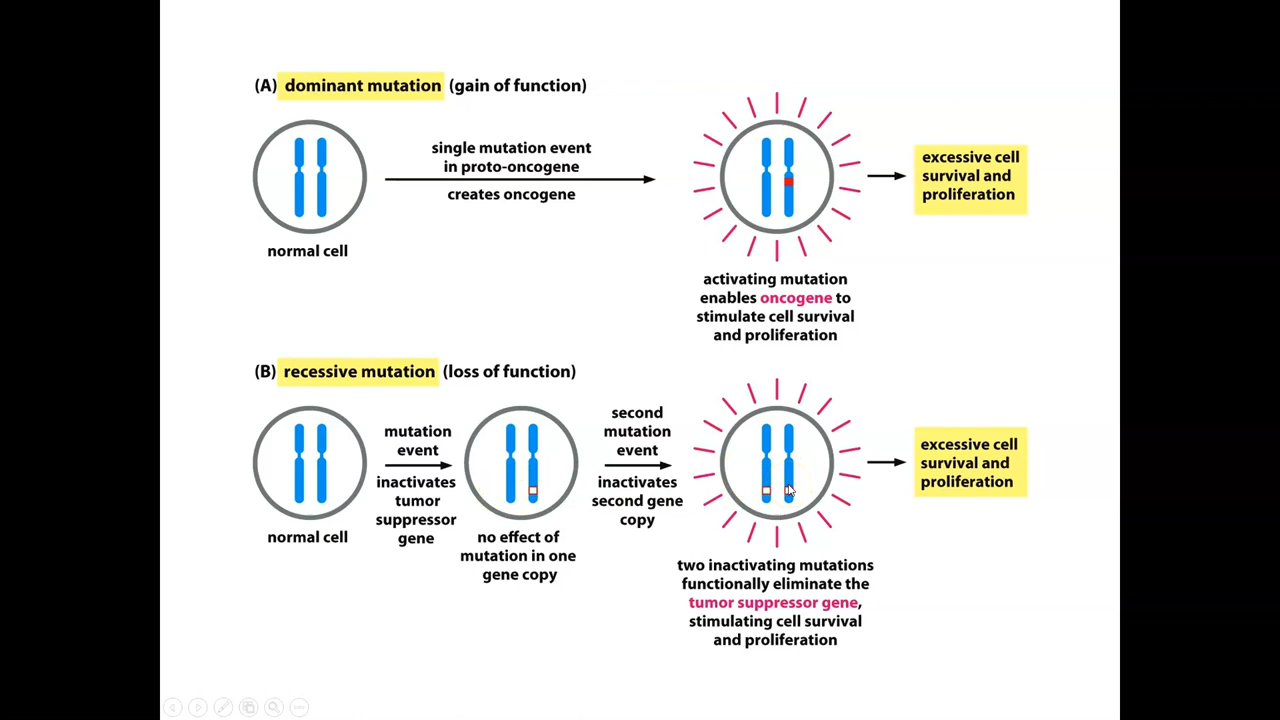 (A) dominant mutation (gain of function)
single mutation event
in proto-oncogene
creates oncogene
normal cell
excessive cell
survival and
proliferation
activating mutation
enables oncogene to
stimulate cell survival
and proliferation
(B) recessive mutation (loss of function)
mutation
event
inactivates
tumor
suppressor
gene
normal cell
no effect of
mutation in one
gene copy
second
mutation
event
inactivates
second gene
copy
excessive cell
survival and
proliferation
two inactivating mutations
functionally eliminate the
tumor suppressor gene,
stimulating cell survival
and proliferation